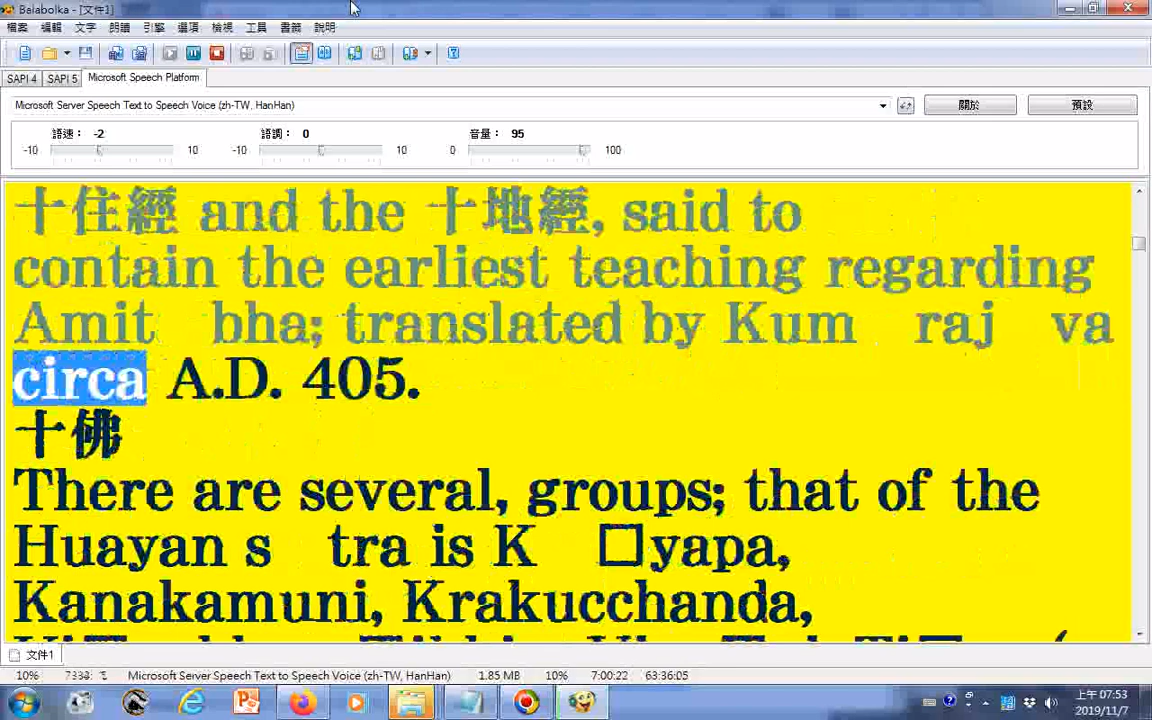 Balabolka - [文件1]
檔案 編輯 文字 朗讀 引擎 選項 檢視 工具 書籤 說明
SAPI 4 SAPI 5 Microsoft Speech Platform
Microsoft Server Speech Text to Speech Voice (zh-TW, HanHan) 關於 預設
語速： -2 語調： 0 音量： 95
-10 10 -10 10 0 100
十住經 and the 十地經, said to
contain the earliest teaching regarding
Amit bha; translated by Kum raj va
circa A.D. 405.
十佛
There are several, groups; that of the
Huayan s tra is K □yapa,
Kanakamuni, Krakucchanda,
文件1
10% Microsoft Server Speech Text to Speech Voice (zh-TW, HanHan) 1.85 MB 10% 7:00:22 63:36:05
上午 07:53
2019/11/7